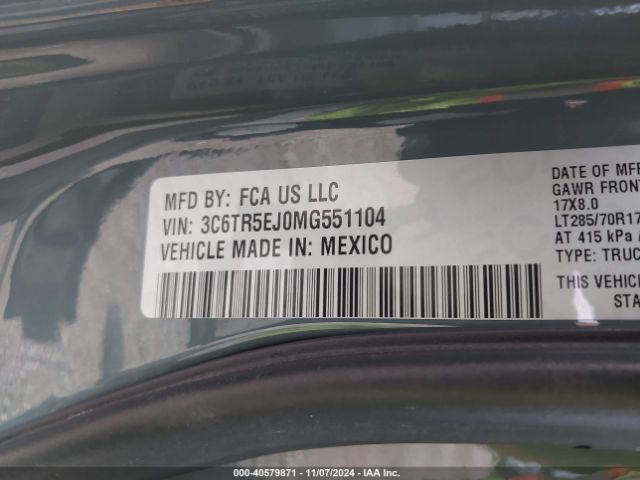 MFD BY: FCA US LLC
VIN: 3C6TR5EJ0MG551104
VEHICLE MADE IN: MEXICO
DATE OF MFR
GAWR FRONT
17X8.0
LT285/70R17
AT 415 kPa /
TYPE: TRUC
THIS VEHIC
STA
000-40579871 | 11/07/2024 | IAA Inc.